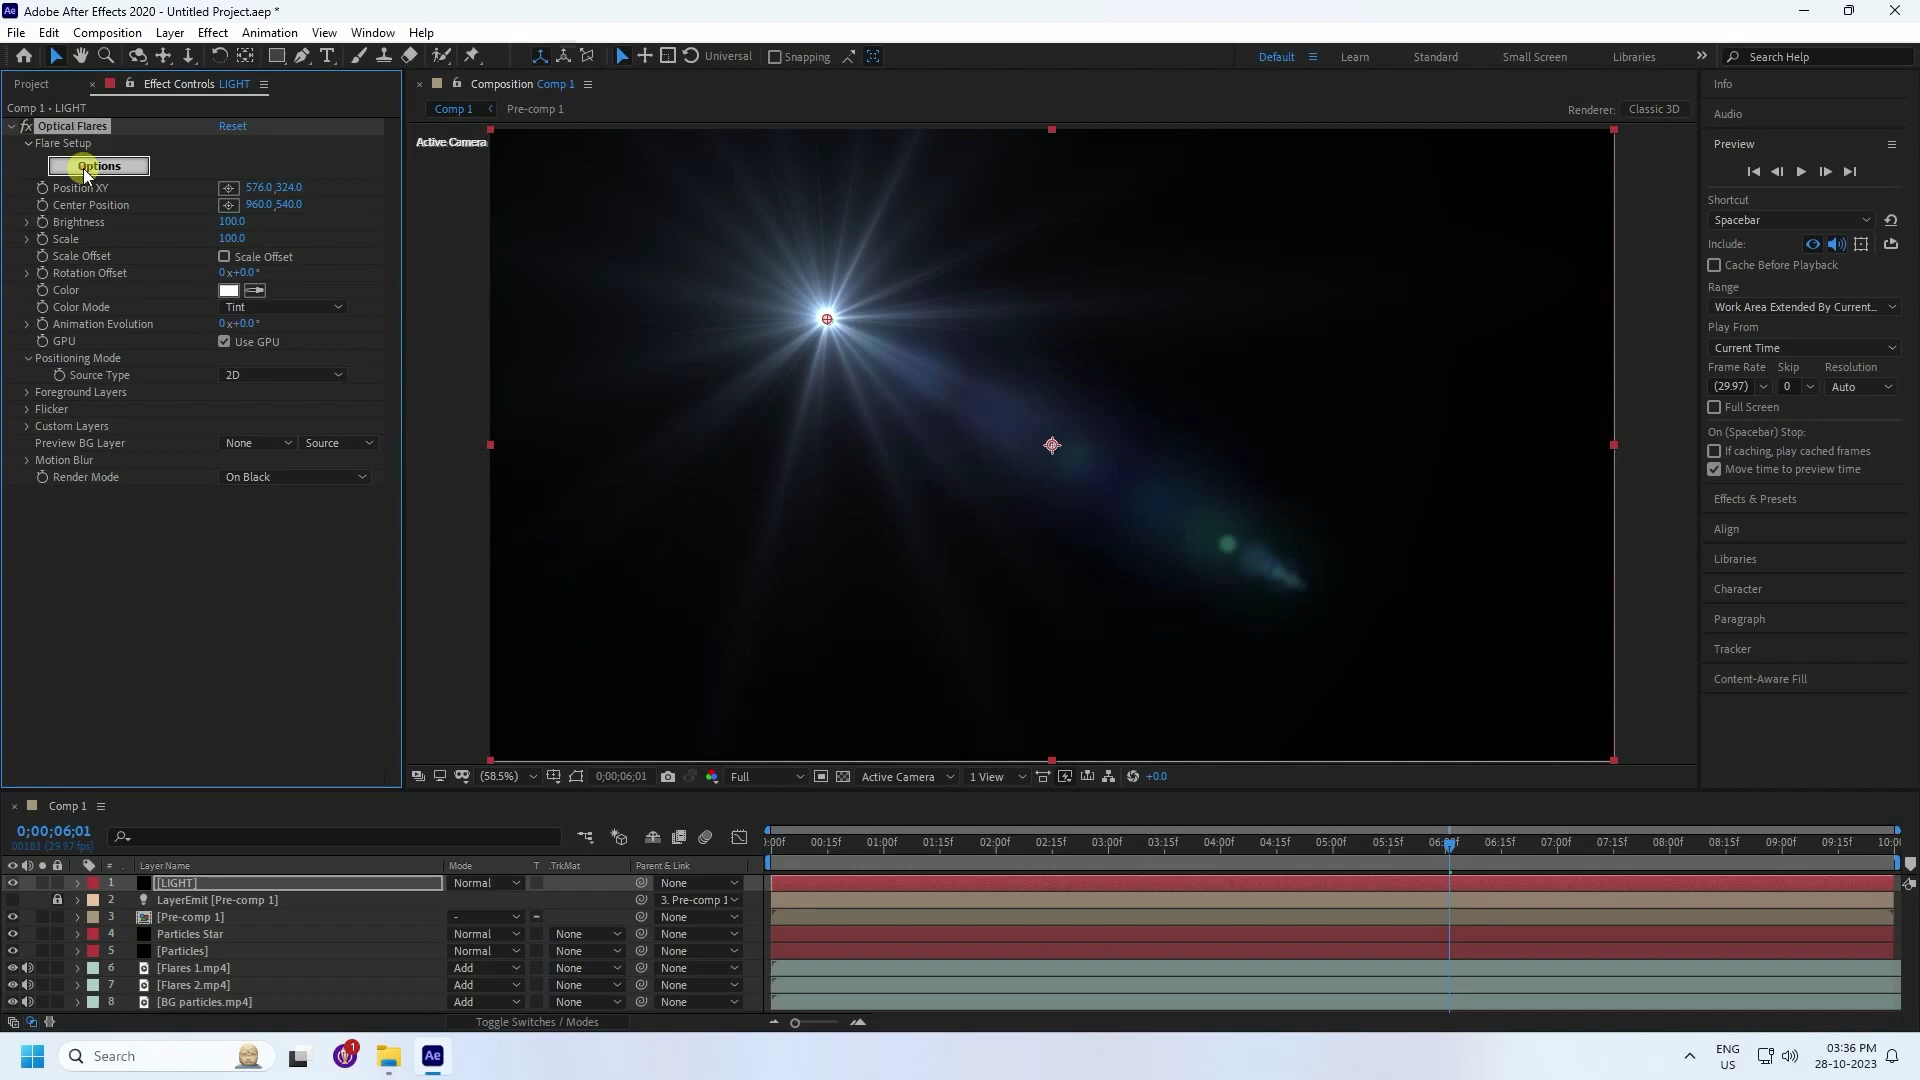 Adobe After Effects 2020 - Untitled Project.aep *
File Edit Composition Layer Effect Animation View Window Help
Universal Snapping Default Learn Standard Small Screen Libraries Search Help
Project Effect Controls LIGHT
Composition Comp 1
Info
Comp 1 • LIGHT
Comp 1 Pre-comp 1 Renderer: Classic 3D
Audio
fx Optical Flares Reset
Active Camera
Flare Setup
Preview
Options
Position XY 576.0,324.0
Center Position 960.0,540.0
Brightness 100.0
Scale 100.0
Scale Offset Scale Offset
Rotation Offset 0x+0.0°
Color
Color Mode Tint
Animation Evolution 0x+0.0°
GPU Use GPU
Positioning Mode
Source Type 2D
Foreground Layers
Flicker
Custom Layers
Preview BG Layer None Source
Motion Blur
Render Mode On Black
Shortcut
Spacebar
Include:
Cache Before Playback
Range
Work Area Extended By Current...
Play From
Current Time
Frame Rate Skip Resolution
(29.97) 0 Auto
Full Screen
On (Spacebar) Stop:
If caching, play cached frames
Move time to preview time
Effects & Presets
Align
Libraries
Character
Paragraph
Tracker
Content-Aware Fill
(58.5%) 0;00;06;01 Full Active Camera 1 View +0.0
Comp 1
0;00;06;01
00181 (29.97 fps)
:00f 00:15f 01:00f 01:15f 02:00f 02:15f 03:00f 03:15f 04:00f 04:15f 05:00f 05:15f 06:00f 06:15f 07:00f 07:15f 08:00f 08:15f 09:00f 09:15f 10:00
# Layer Name Mode T .TrkMat Parent & Link
1 [LIGHT] Normal None
2 LayerEmit [Pre-comp 1] 3. Pre-comp 1
3 [Pre-comp 1] - None
4 Particles Star Normal None None
5 [Particles] Normal None None
6 [Flares 1.mp4] Add None None
7 [Flares 2.mp4] Add None None
8 [BG particles.mp4] Add None None
Toggle Switches / Modes
Search 1 Ae ENG US 03:36 PM
28-10-2023